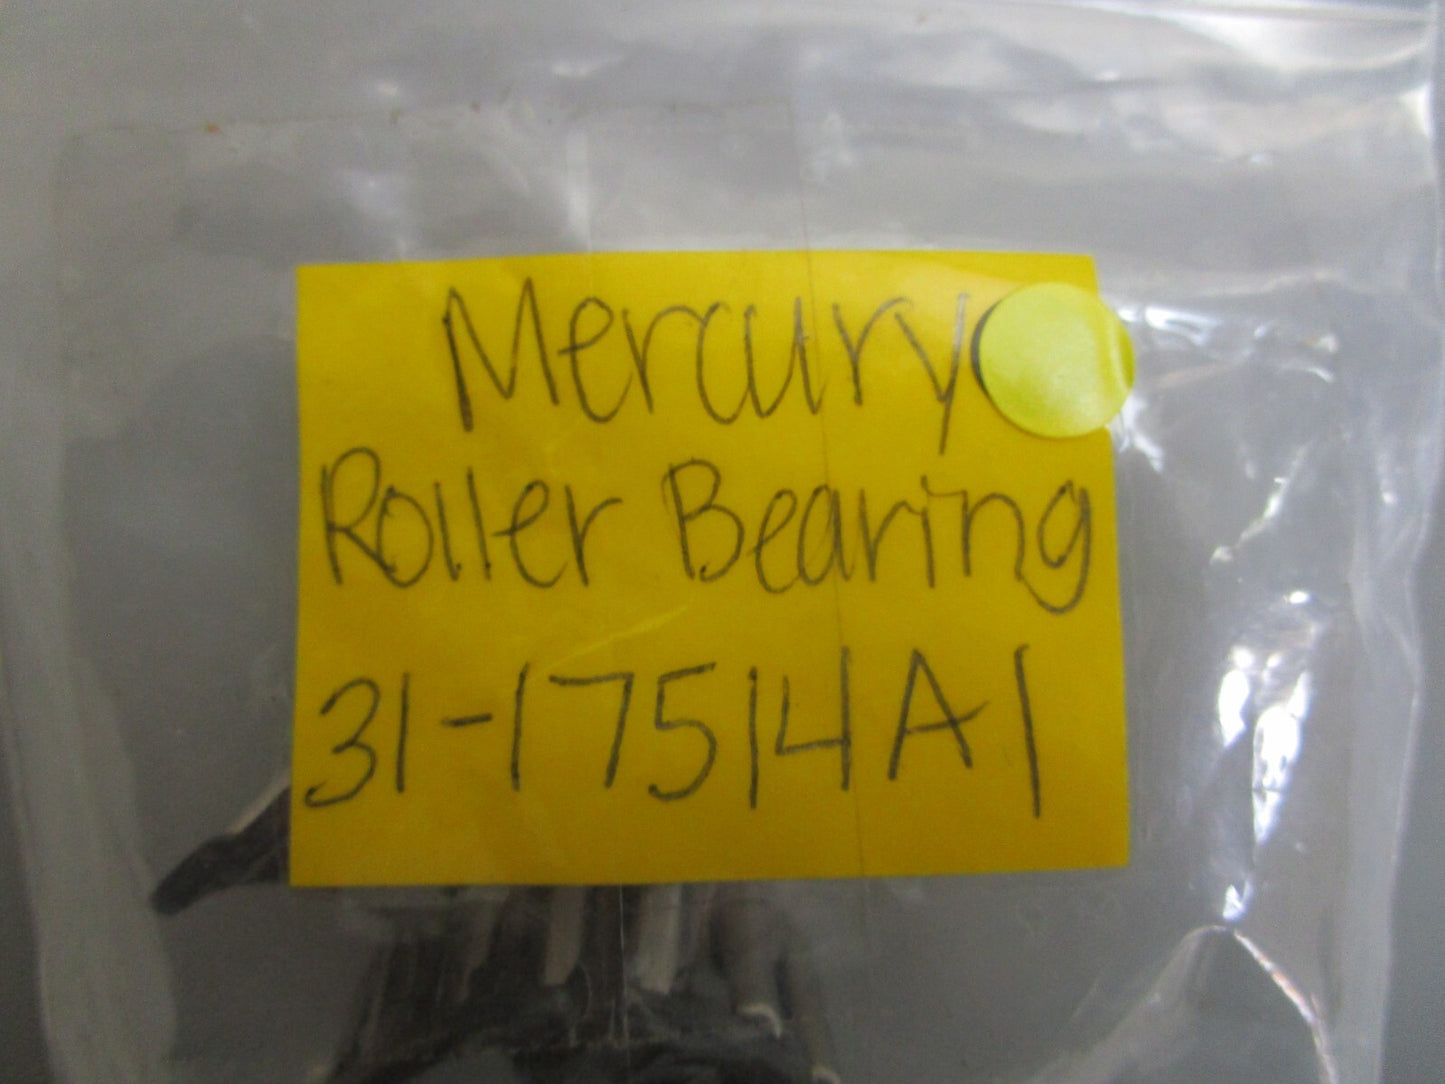 Mercury
Roller Bearing
31-17514A1